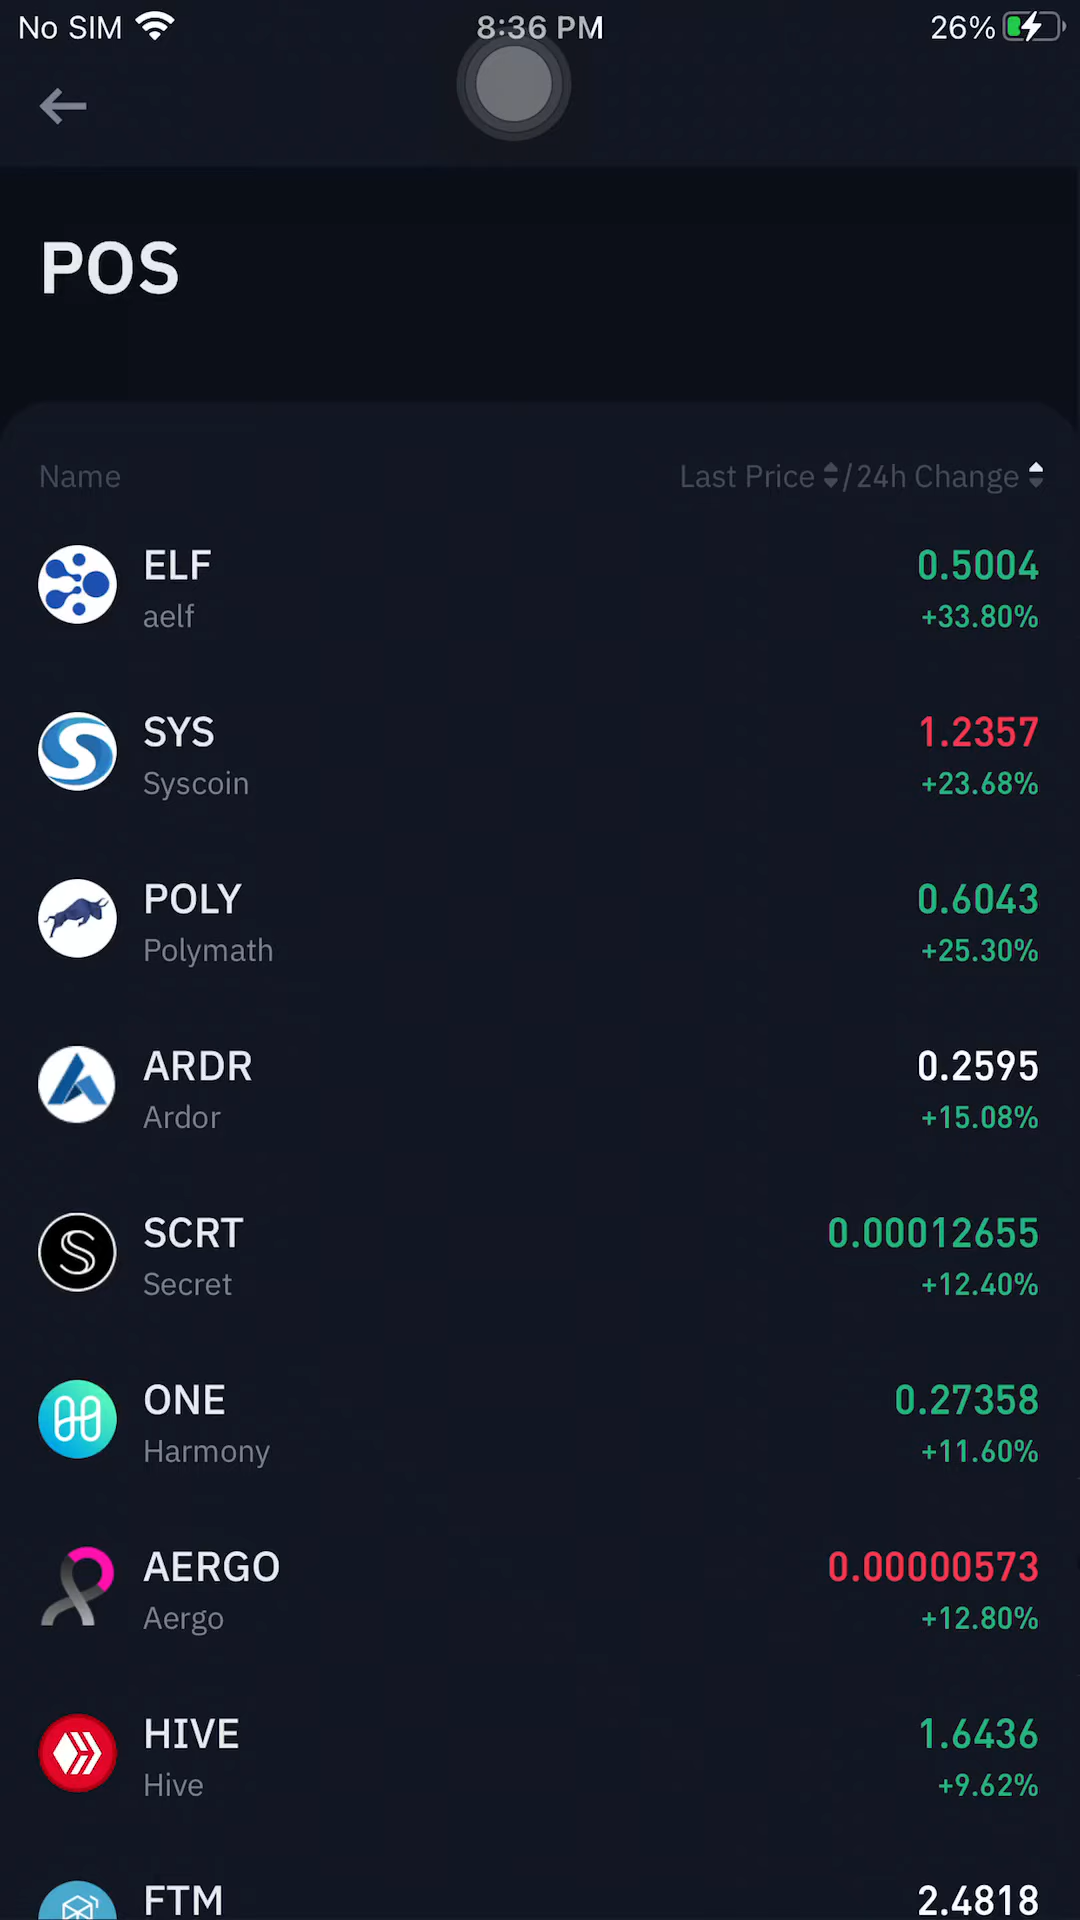 No SIM 8:36 PM 26%
POS
Name Last Price / 24h Change
ELF 0.5004
aelf +33.80%
SYS 1.2357
Syscoin +23.68%
POLY 0.6043
Polymath +25.30%
ARDR 0.2595
Ardor +15.08%
SCRT 0.00012655
Secret +12.40%
ONE 0.27358
Harmony +11.60%
AERGO 0.00000573
Aergo +12.80%
HIVE 1.6436
Hive +9.62%
FTM 2.4818